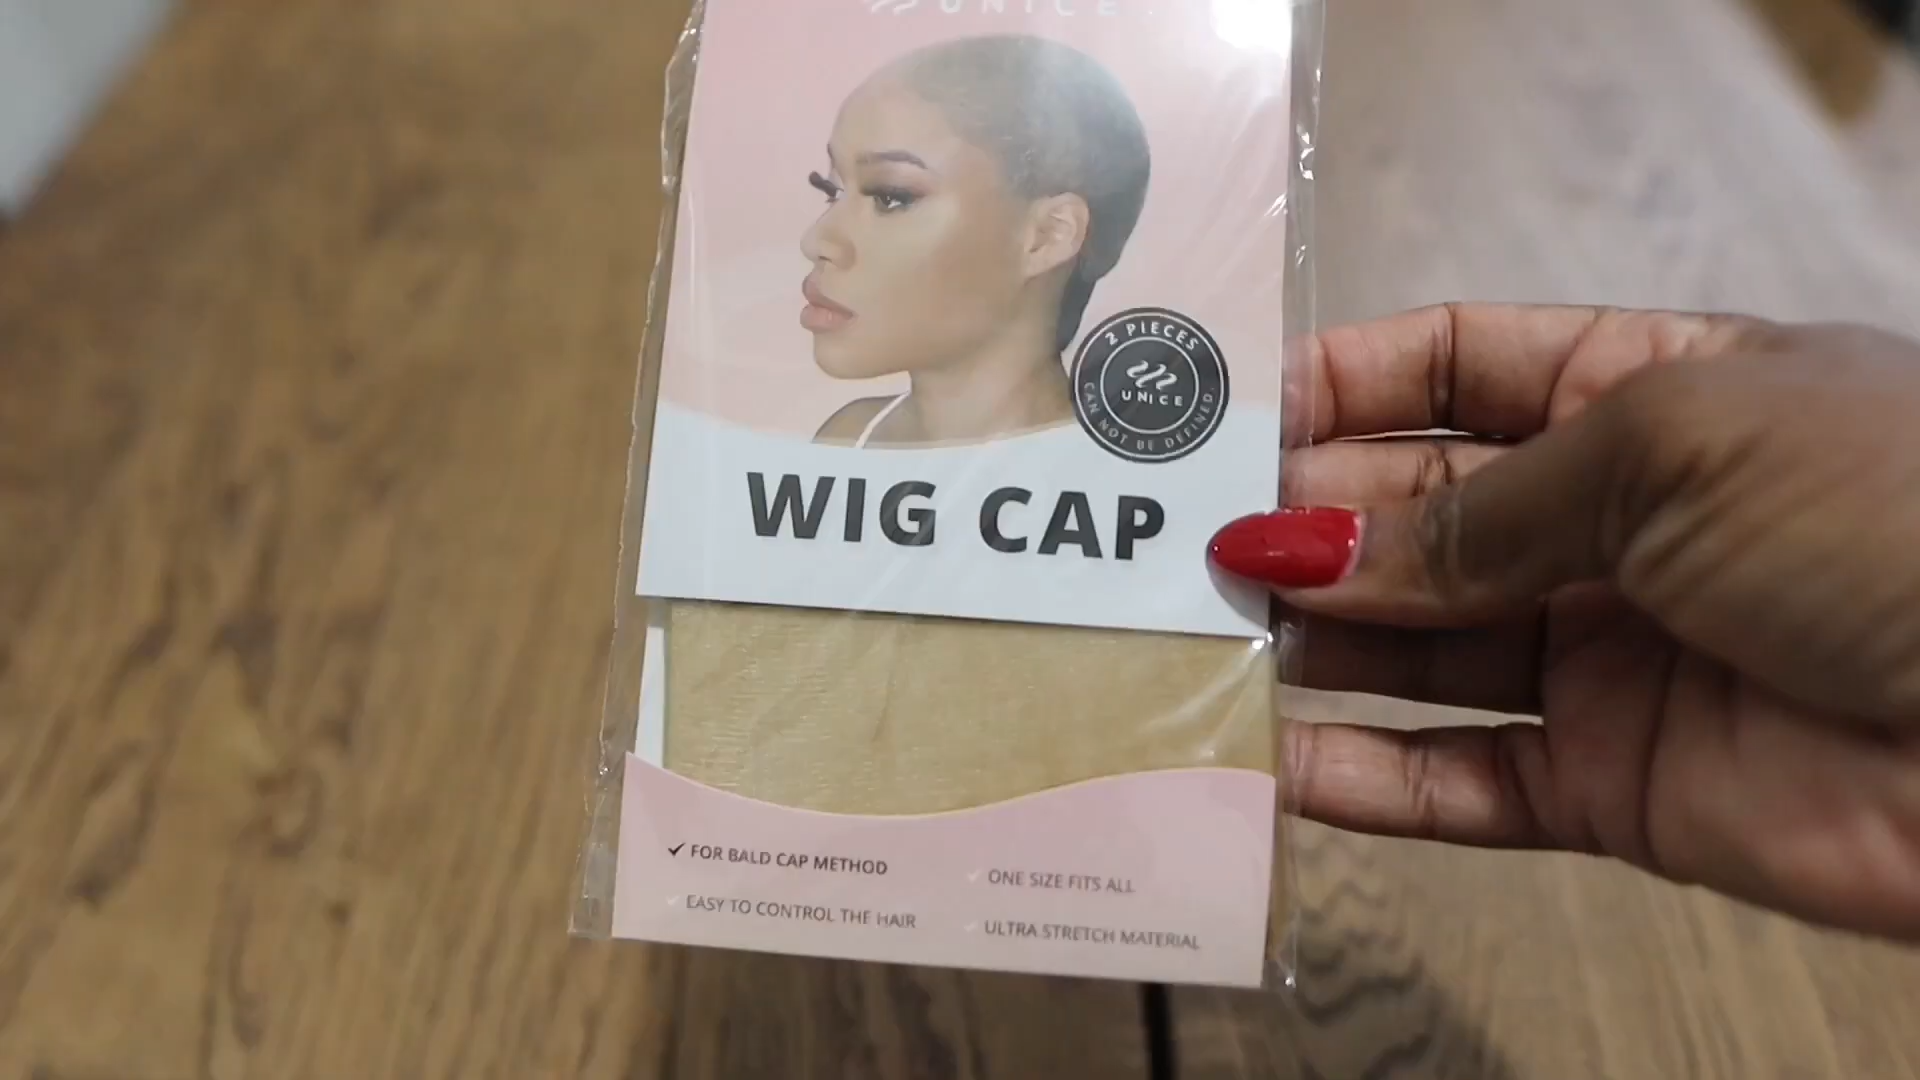 UNICE
2 PIECES
UNICE
CAN NOT BE DEFINED.
WIG CAP
FOR BALD CAP METHOD
ONE SIZE FITS ALL
EASY TO CONTROL THE HAIR
ULTRA STRETCH MATERIAL